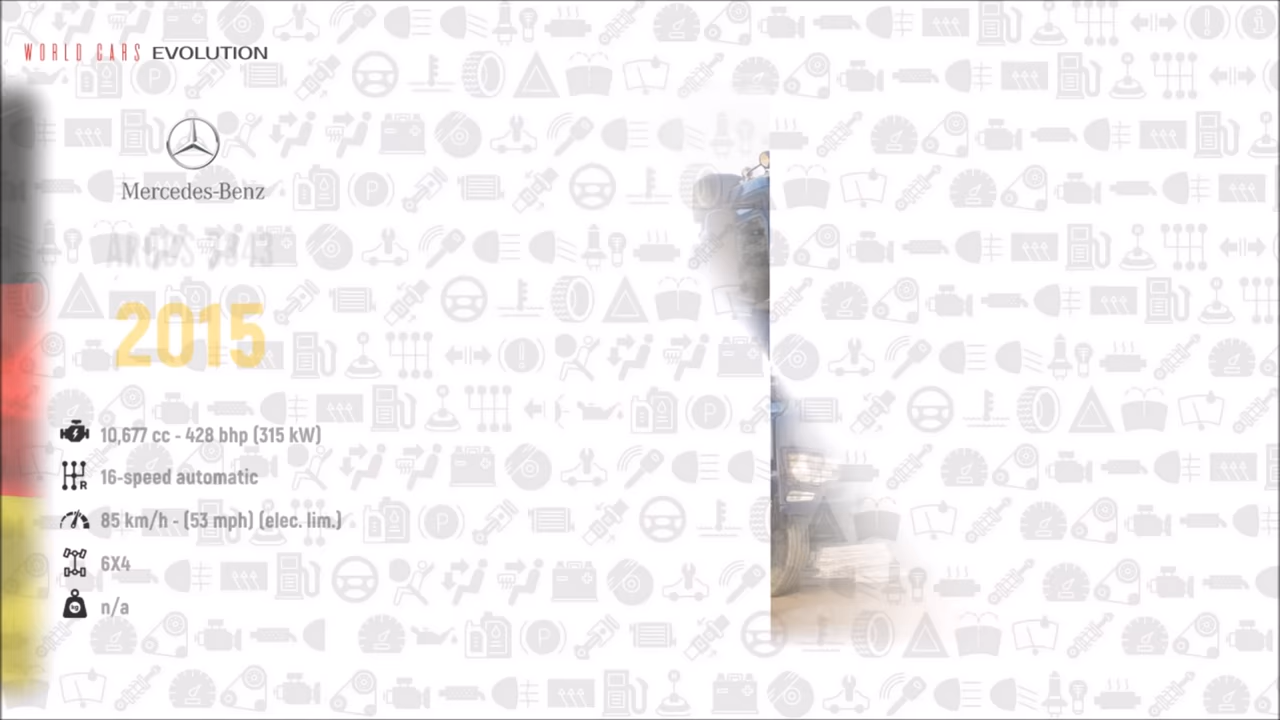 WORLD CARS EVOLUTION
Mercedes-Benz
2015
10,677 cc - 428 bhp (315 kW)
16-speed automatic
85 km/h - (53 mph) (elec. lim.)
6X4
n/a